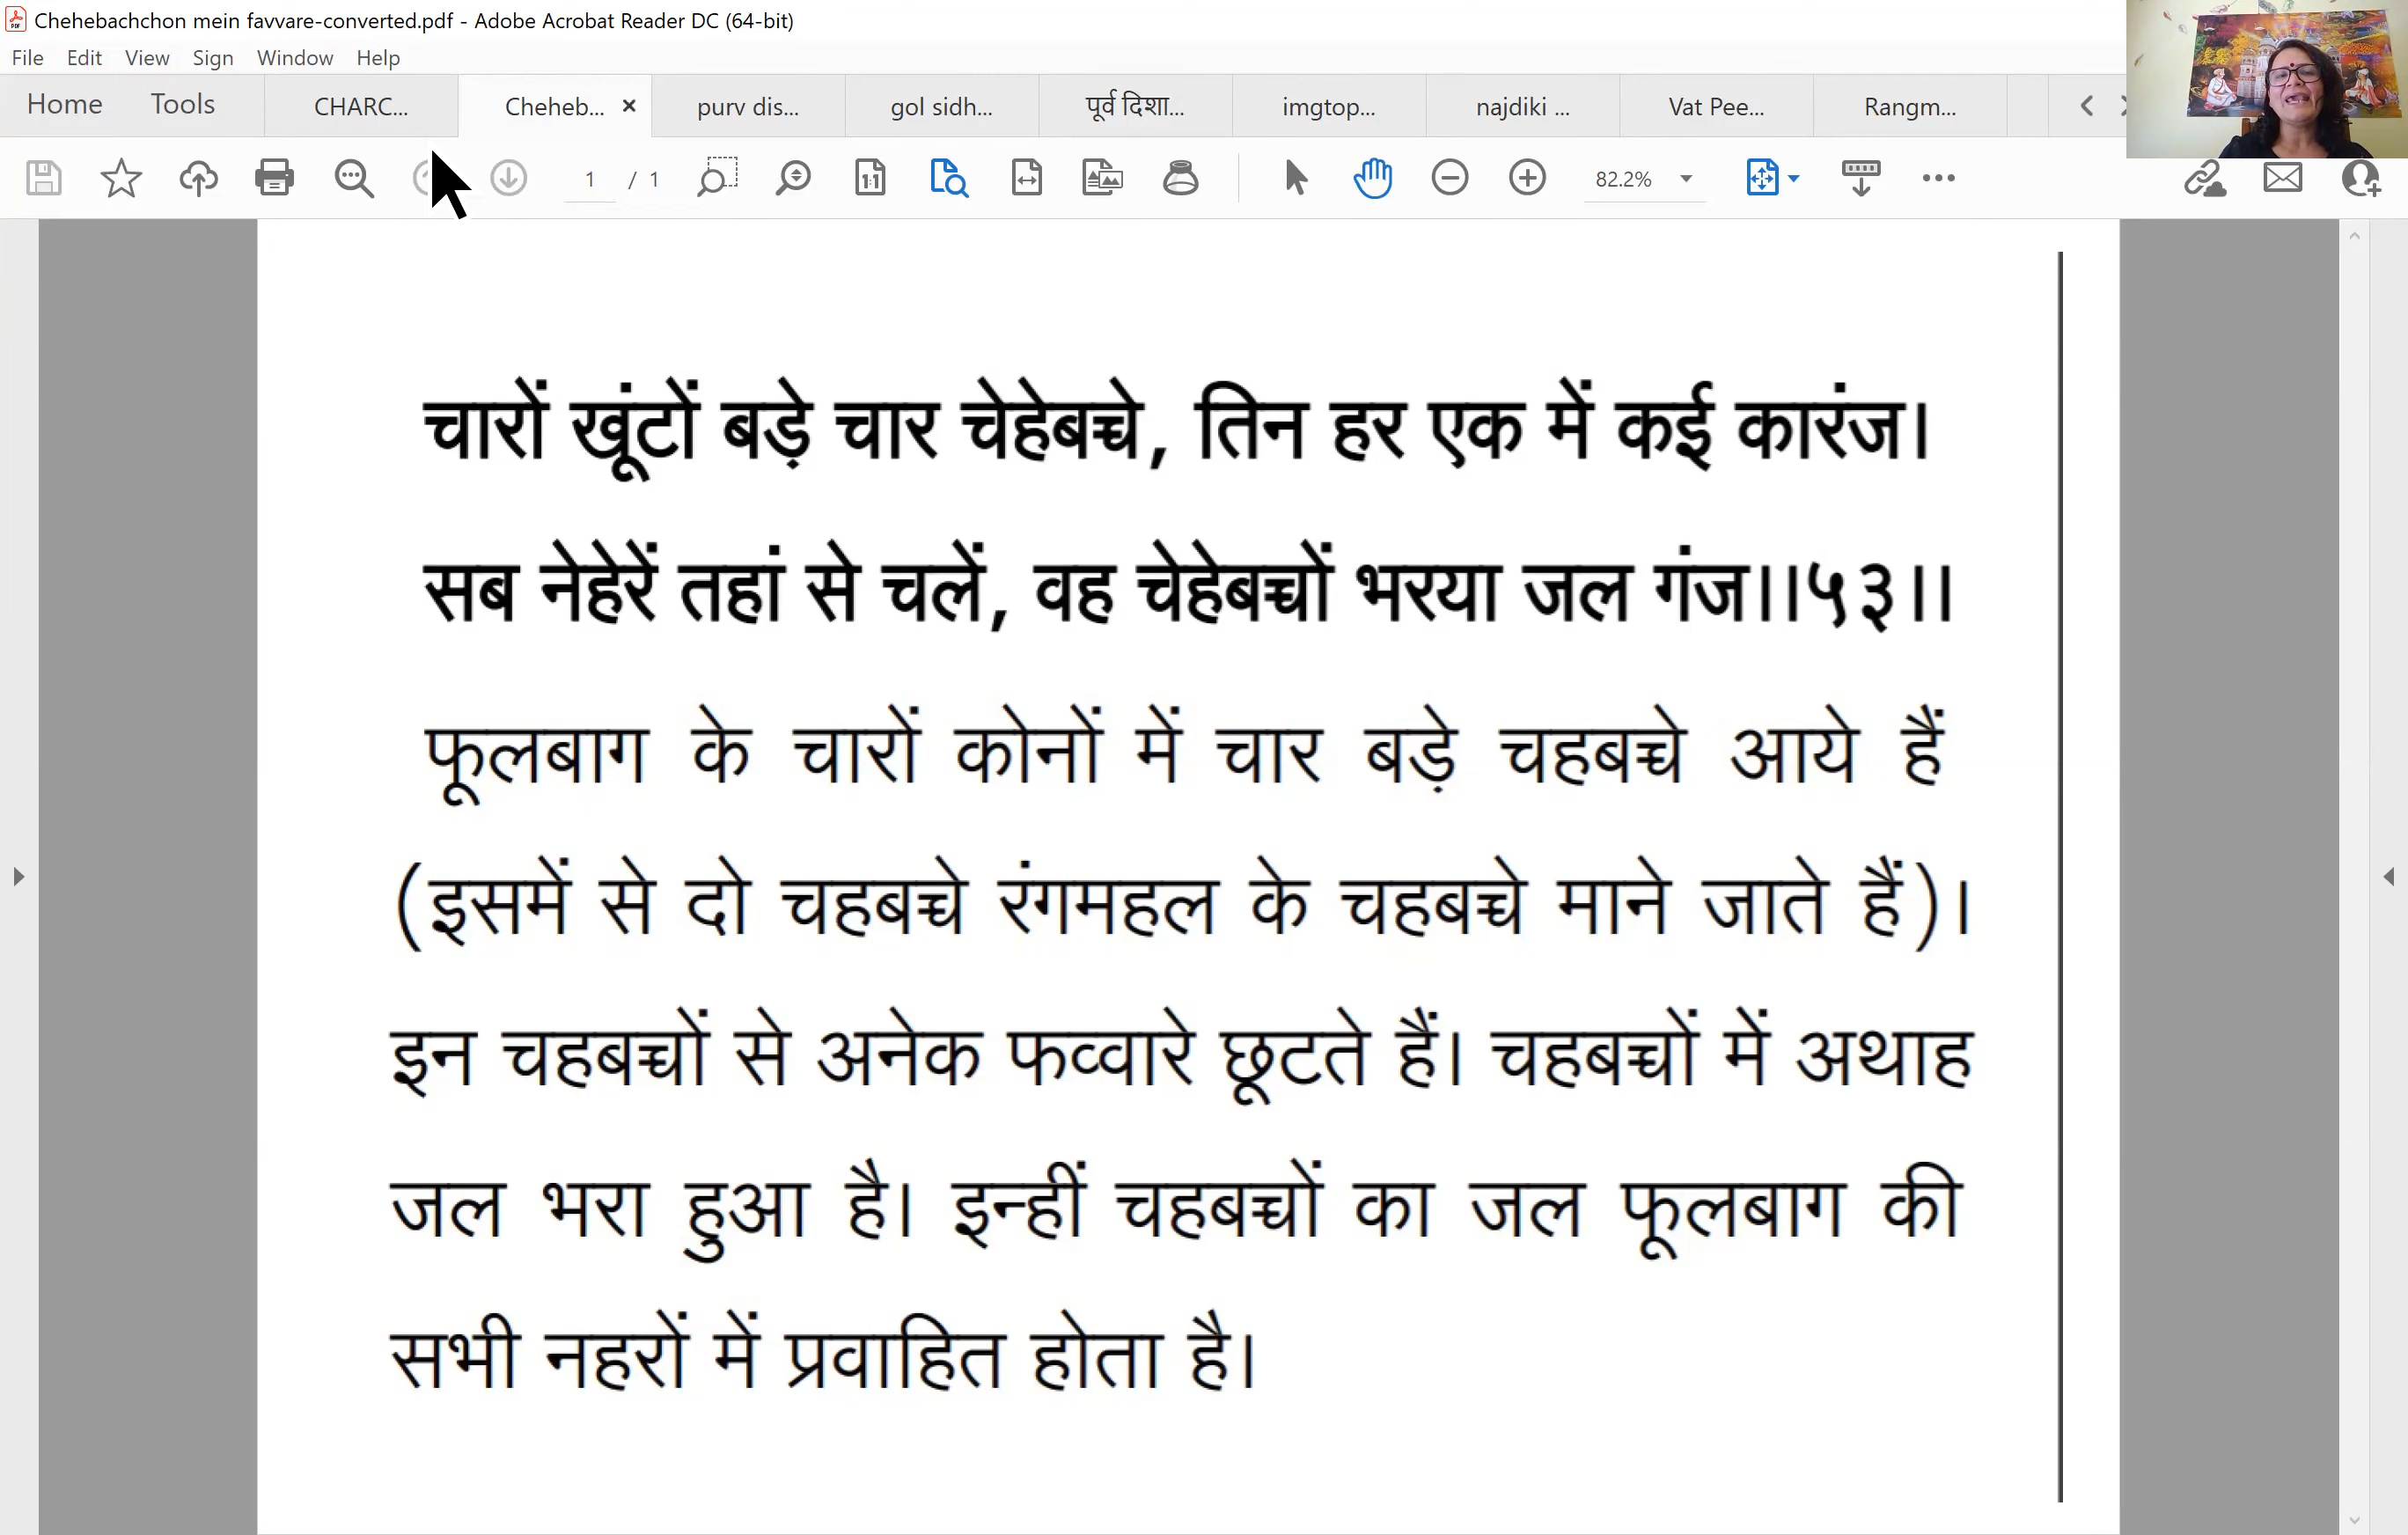 Chehebachchon mein favvare-converted.pdf - Adobe Acrobat Reader DC (64-bit)
File Edit View Sign Window Help
Home Tools CHARC... Cheheb... × purv dis... gol sidh... पूर्व दिशा... imgtop... najdiki ... Vat Pee... Rangm...
1 / 1 1:1 82.2%
चारों खूंटों बड़े चार चेहेबच्चे, तिन हर एक में कई कारंज।
सब नेहेरें तहां से चलें, वह चेहेबच्चों भरया जल गंज।।५३।।
फूलबाग के चारों कोनों में चार बड़े चहबच्चे आये हैं
(इसमें से दो चहबच्चे रंगमहल के चहबच्चे माने जाते हैं)।
इन चहबच्चों से अनेक फव्वारे छूटते हैं। चहबच्चों में अथाह
जल भरा हुआ है। इन्हीं चहबच्चों का जल फूलबाग की
सभी नहरों में प्रवाहित होता है।